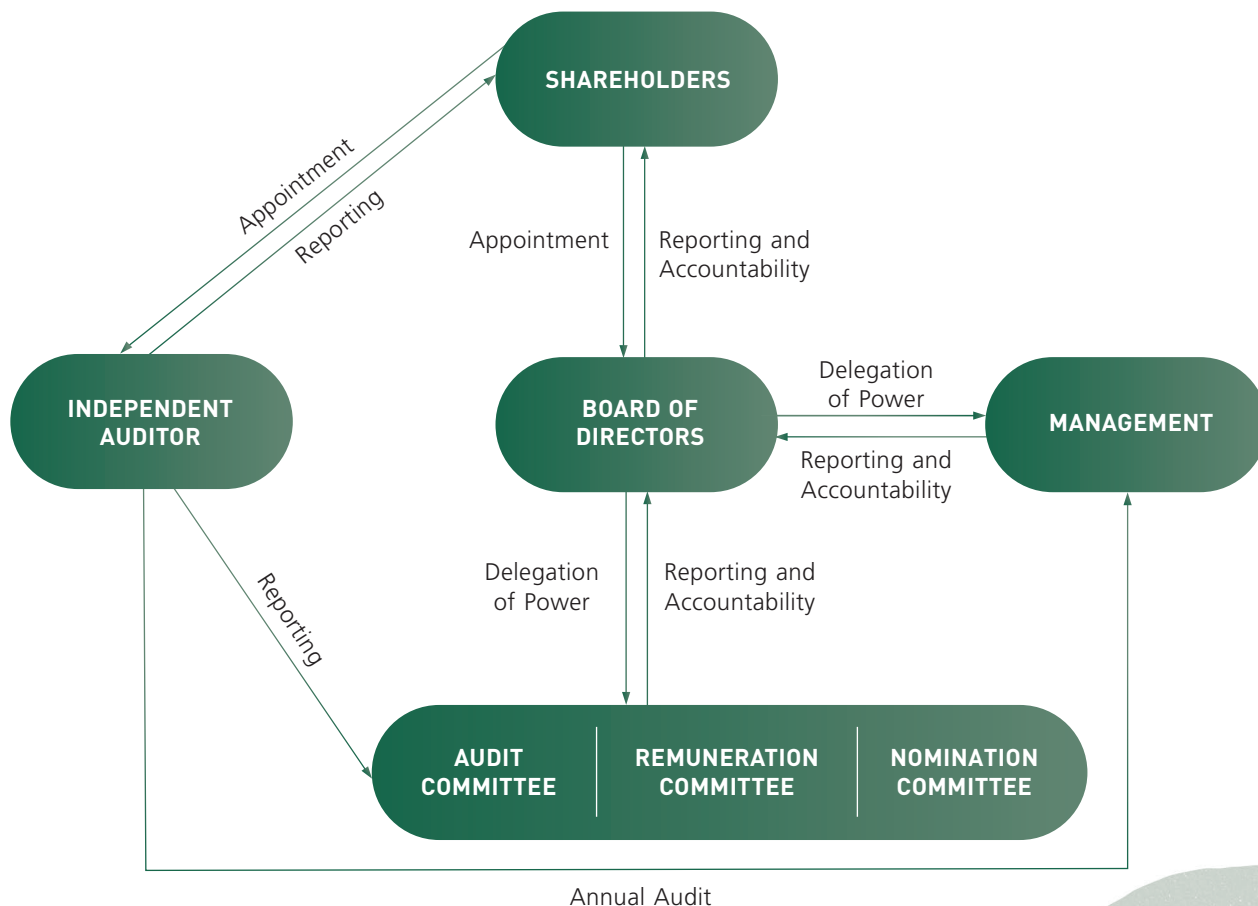 SHAREHOLDERS
Appointment
Reporting
Appointment
Reporting and
Accountability
INDEPENDENT
AUDITOR
BOARD OF
DIRECTORS
Delegation
of Power
Reporting and
Accountability
MANAGEMENT
Reporting
Delegation
of Power
Reporting and
Accountability
AUDIT
COMMITTEE
REMUNERATION
COMMITTEE
NOMINATION
COMMITTEE
Annual Audit